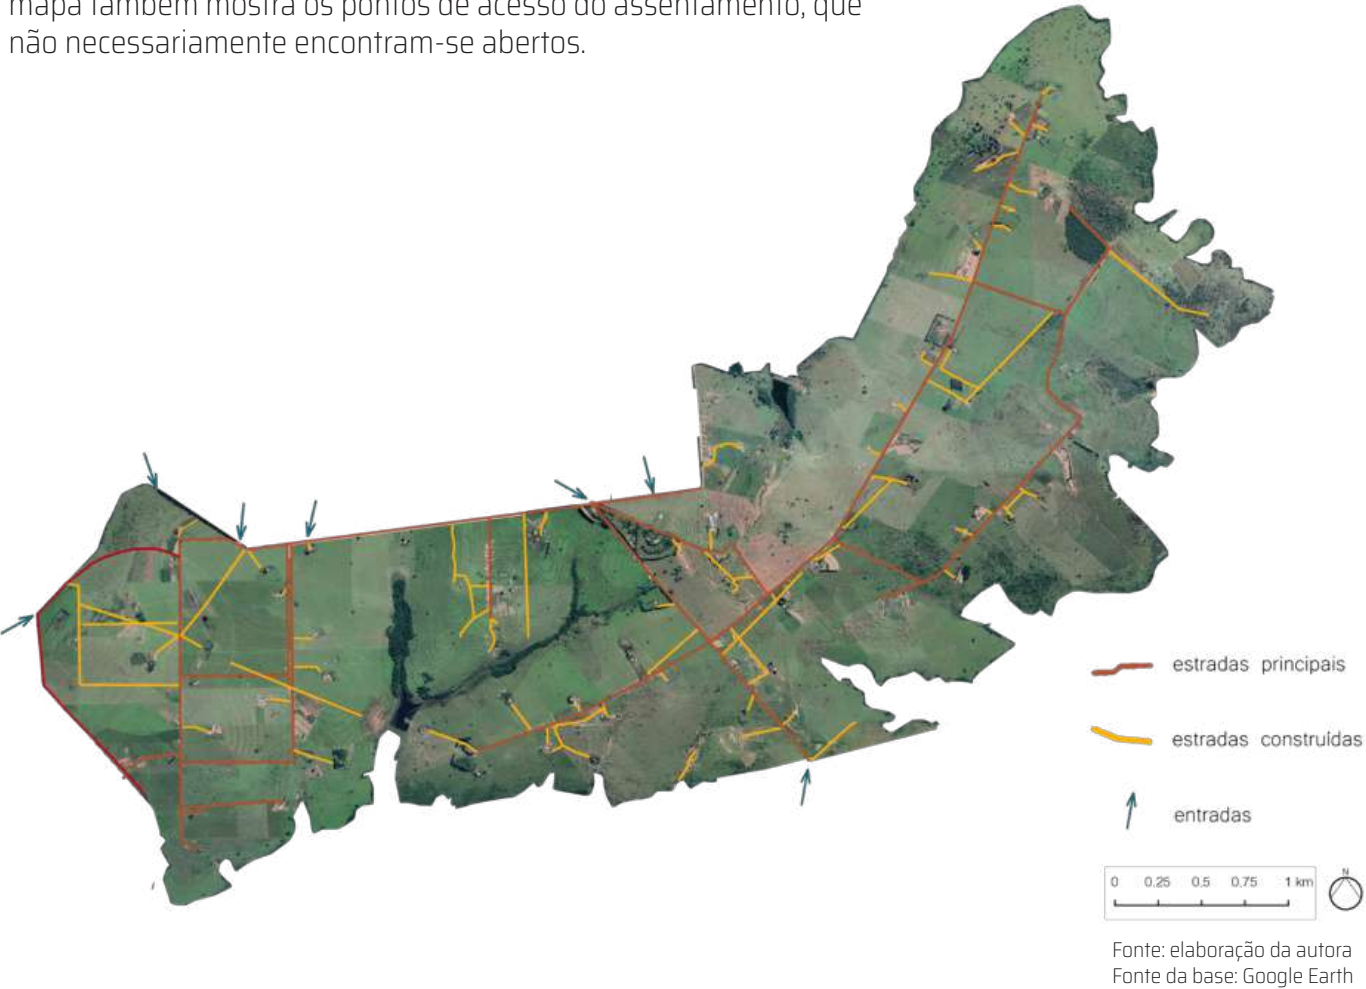 mapa também mostra os pontos de acesso do assentamento, que
não necessariamente encontram-se abertos.
estradas principais
estradas construídas
entradas
0 0,25 0,5 0,75 1 km
N
Fonte: elaboração da autora
Fonte da base: Google Earth